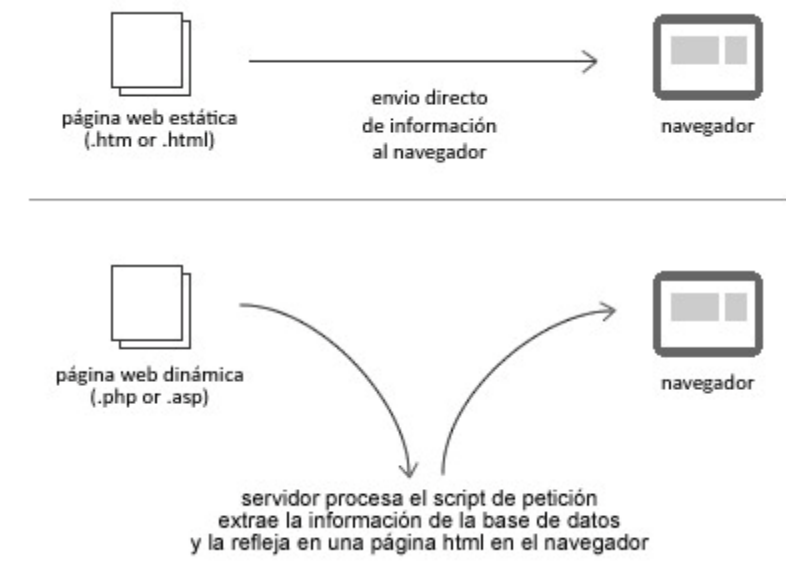 página web estática
(.htm or .html)
envio directo
de información
al navegador
navegador
página web dinámica
(.php or .asp)
navegador
servidor procesa el script de petición
extrae la información de la base de datos
y la refleja en una página html en el navegador